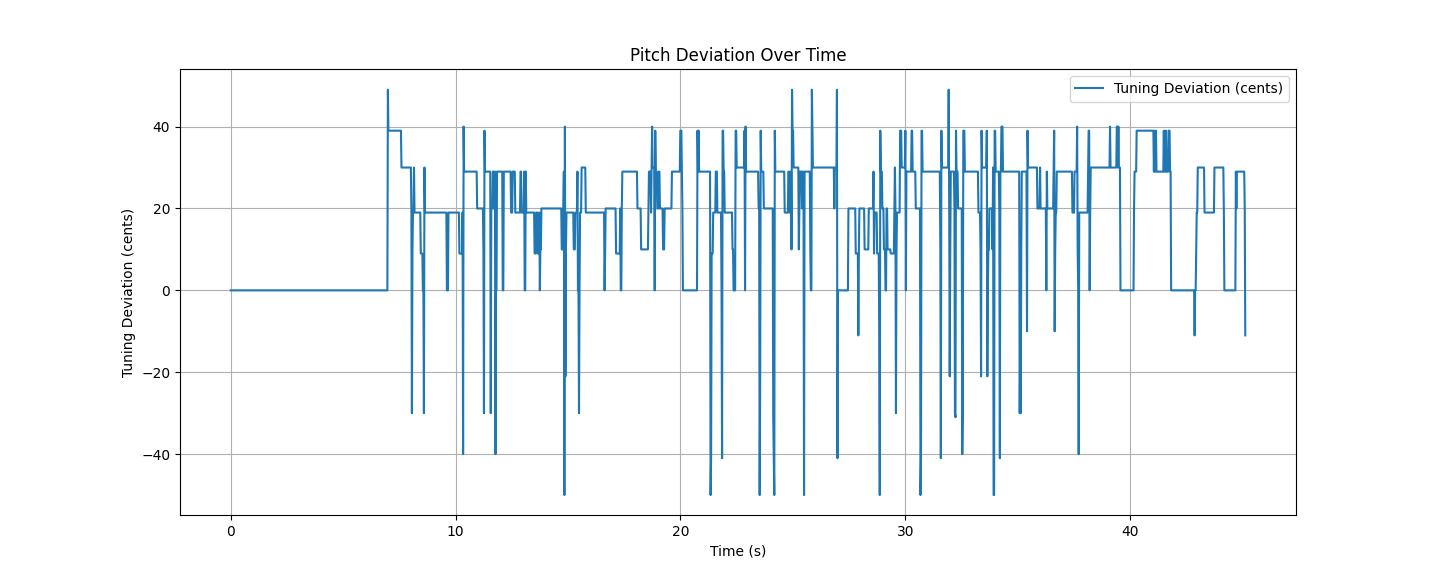 Pitch Deviation Over Time
Tuning Deviation (cents)
Tuning Deviation (cents)
40
20
0
−20
−40
0
10
20
30
40
Time (s)